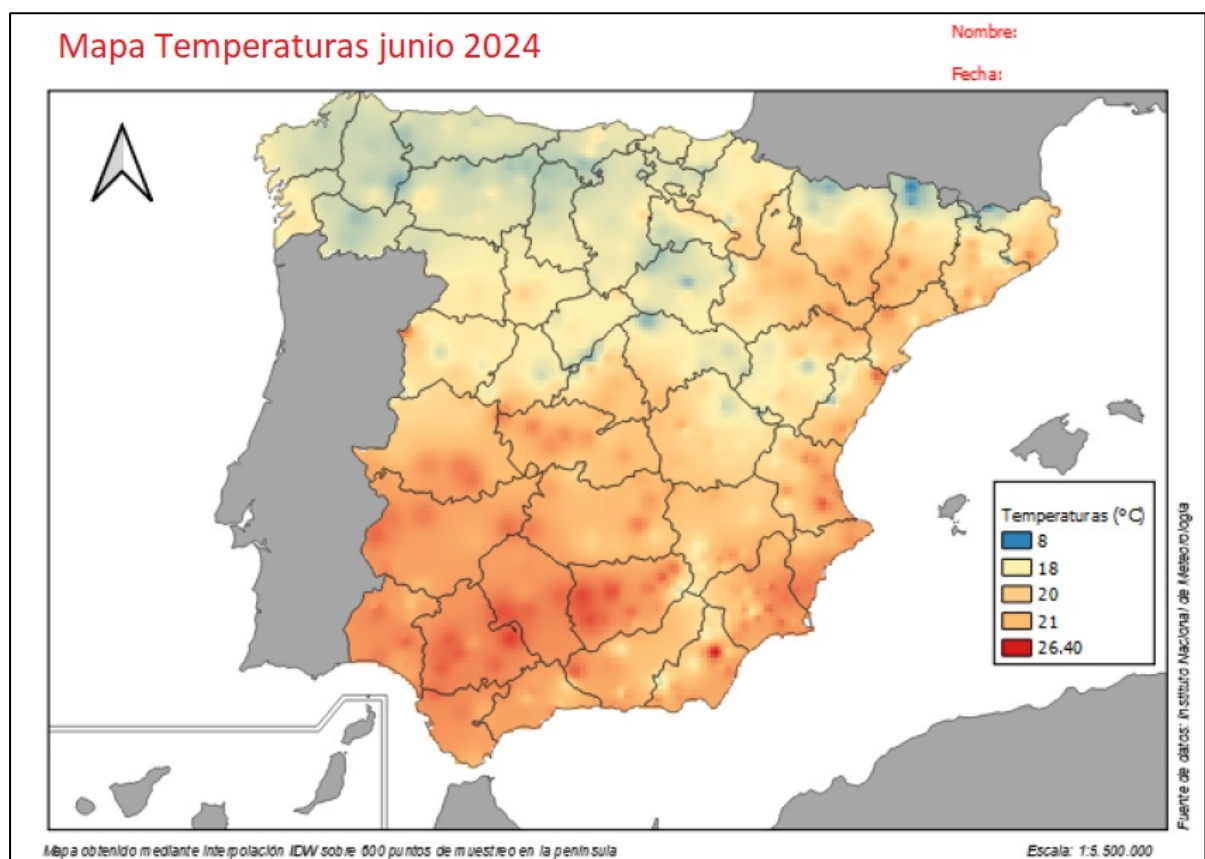 Mapa Temperaturas junio 2024
Nombre:
Fecha:
Temperaturas (ºC)
8
18
20
21
26.40
Fuente de datos: Instituto Nacional de Meteorología
Mapa obtenido mediante interpolación IDW sobre 600 puntos de muestreo en la península
Escala: 1:5.500.000